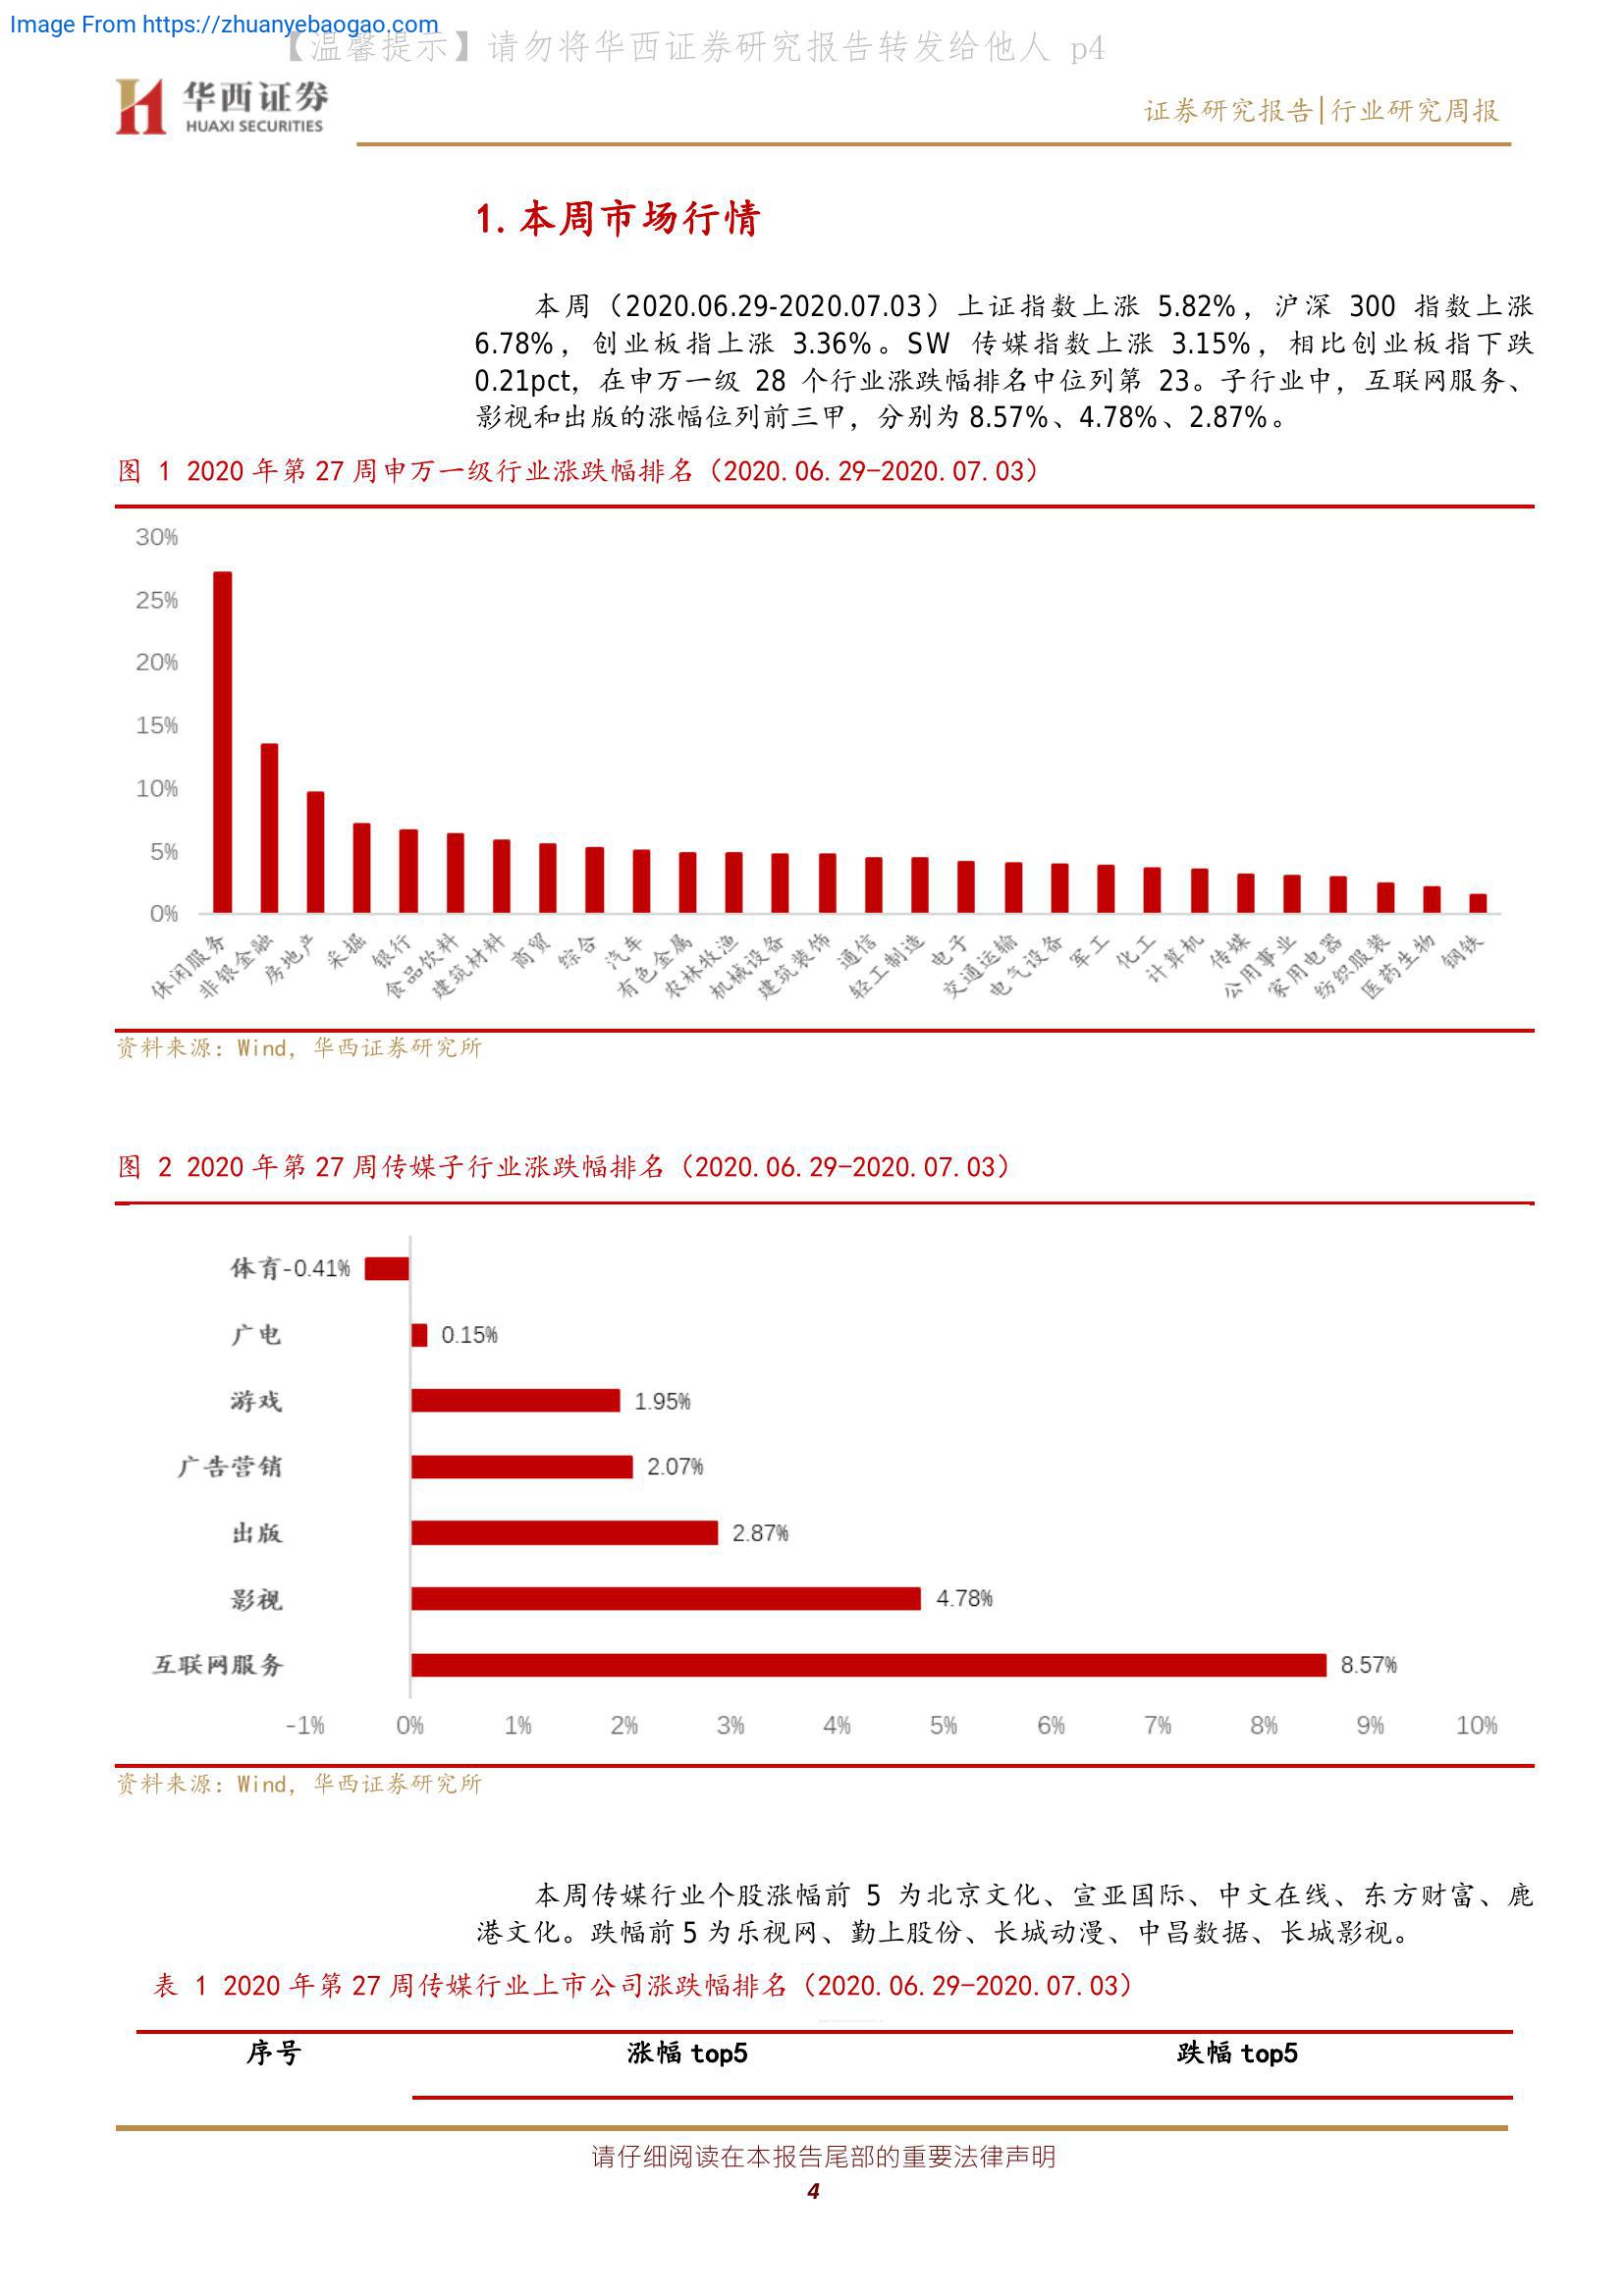 Image From https://zhuanyebaogao.com
【温馨提示】请勿将华西证券研究报告转发给他人 p4
华西证券
HUAXI SECURITIES
证券研究报告|行业研究周报
1.本周市场行情
本周（2020.06.29-2020.07.03）上证指数上涨 5.82%，沪深 300 指数上涨
6.78%，创业板指上涨 3.36%。SW 传媒指数上涨 3.15%，相比创业板指下跌
0.21pct，在申万一级 28 个行业涨跌幅排名中位列第 23。子行业中，互联网服务、
影视和出版的涨幅位列前三甲，分别为 8.57%、4.78%、2.87%。
图 1 2020 年第 27 周申万一级行业涨跌幅排名（2020.06.29-2020.07.03）
30%
25%
20%
15%
10%
5%
0%
休闲服务 非银金融 房地产 采掘 银行 食品饮料 建筑材料 商贸 综合 汽车 有色金属 农林牧渔 机械设备 建筑装饰 通信 轻工制造 电子 交通运输 电气设备 军工 化工 计算机 传媒 公用事业 家用电器 纺织服装 医药生物 钢铁
资料来源：Wind，华西证券研究所
图 2 2020 年第 27 周传媒子行业涨跌幅排名（2020.06.29-2020.07.03）
体育 -0.41%
广电 0.15%
游戏 1.95%
广告营销 2.07%
出版 2.87%
影视 4.78%
互联网服务 8.57%
-1% 0% 1% 2% 3% 4% 5% 6% 7% 8% 9% 10%
资料来源：Wind，华西证券研究所
本周传媒行业个股涨幅前 5 为北京文化、宣亚国际、中文在线、东方财富、鹿
港文化。跌幅前 5 为乐视网、勤上股份、长城动漫、中昌数据、长城影视。
表 1 2020 年第 27 周传媒行业上市公司涨跌幅排名（2020.06.29-2020.07.03）
序号 涨幅 top5 跌幅 top5
请仔细阅读在本报告尾部的重要法律声明
4